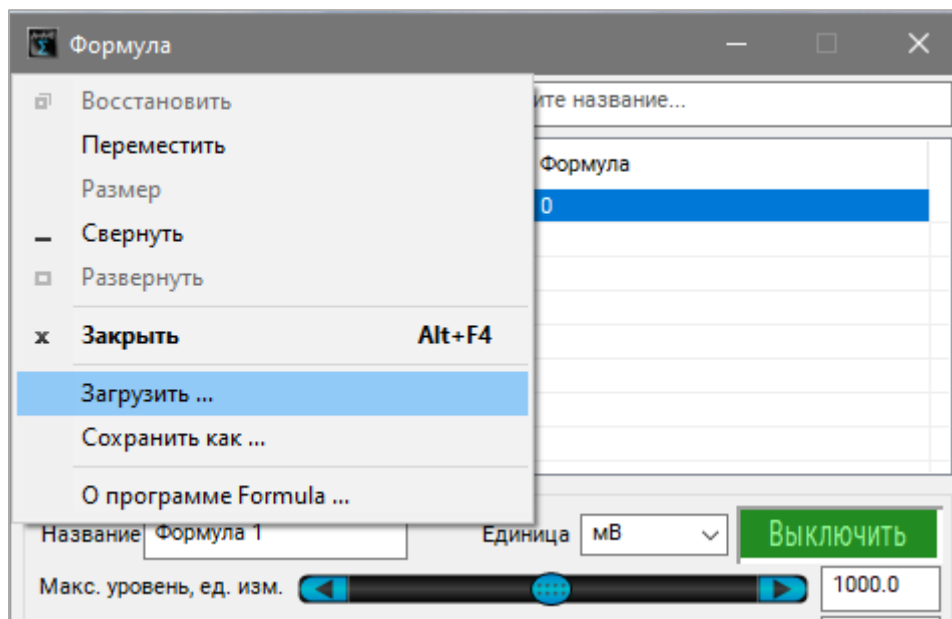 Формула
Восстановить
ите название...
Переместить
Формула
Размер
0
Свернуть
Развернуть
Закрыть Alt+F4
Загрузить ...
Сохранить как ...
О программе Formula ...
Название Формула 1 Единица мВ Выключить
Макс. уровень, ед. изм. 1000.0